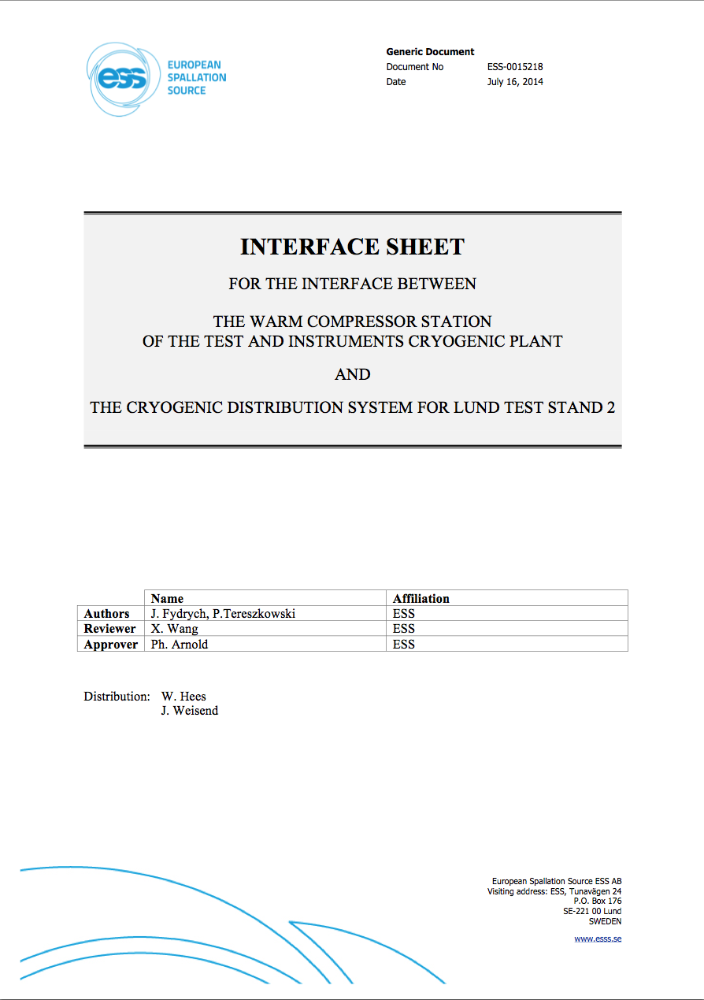 ess
EUROPEAN
SPALLATION
SOURCE
Generic Document
Document No ESS-0015218
Date July 16, 2014
INTERFACE SHEET
FOR THE INTERFACE BETWEEN
THE WARM COMPRESSOR STATION
OF THE TEST AND INSTRUMENTS CRYOGENIC PLANT
AND
THE CRYOGENIC DISTRIBUTION SYSTEM FOR LUND TEST STAND 2
Name Affiliation
Authors J. Fydrych, P.Tereszkowski ESS
Reviewer X. Wang ESS
Approver Ph. Arnold ESS
Distribution: W. Hees
J. Weisend
European Spallation Source ESS AB
Visiting address: ESS, Tunavägen 24
P.O. Box 176
SE-221 00 Lund
SWEDEN
www.esss.se